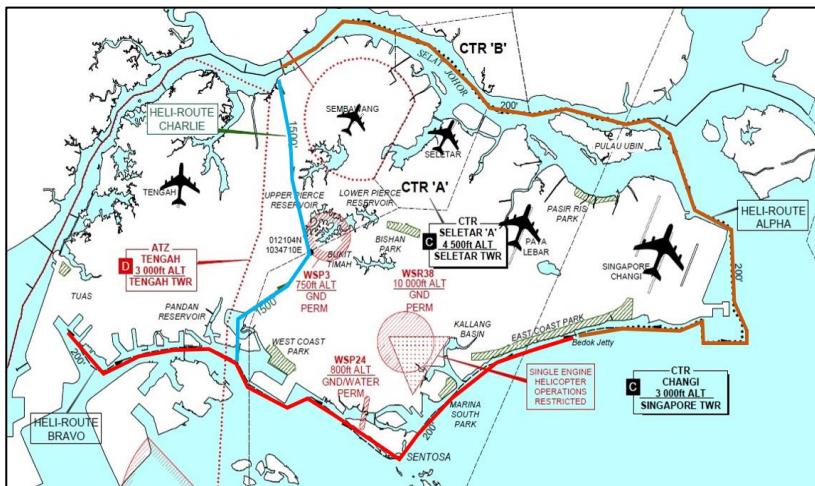 CTR 'B'
SELAT JOHOR
200'
HELI-ROUTE
CHARLIE
1500'
SEMBAWANG
SELETAR
PULAU UBIN
TENGAH
UPPER PIERCE
RESERVOIR
LOWER PIERCE
RESERVOIR
CTR 'A'
PASIR RIS
PARK
HELI-ROUTE
ALPHA
012104N
1034710E
BUKIT
TIMAH
BISHAN
PARK
C
CTR
SELETAR 'A'
4 500ft ALT
SELETAR TWR
PAYA
LEBAR
SINGAPORE
CHANGI
200'
D
ATZ
TENGAH
3 000ft ALT
TENGAH TWR
WSP3
750ft ALT
GND
PERM
WSR38
10 000ft ALT
GND
PERM
TUAS
PANDAN
RESERVOIR
1500'
KALLANG
BASIN
EAST COAST PARK
Bedok Jetty
200'
WEST COAST
PARK
WSP24
800ft ALT
GND/WATER
PERM
MARINA
SOUTH
PARK
200'
SINGLE ENGINE
HELICOPTER
OPERATIONS
RESTRICTED
C
CTR
CHANGI
3 000ft ALT
SINGAPORE TWR
HELI-ROUTE
BRAVO
SENTOSA